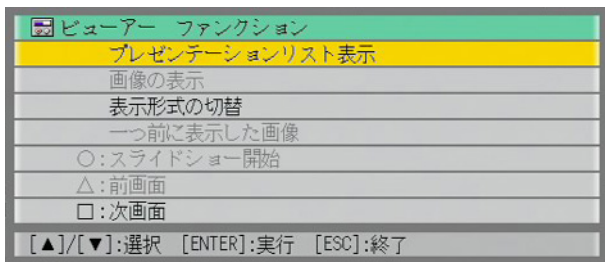 ビューアー ファンクション
プレゼンテーションリスト表示
画像の表示
表示形式の切替
一つ前に表示した画像
○:スライドショー開始
△:前画面
□:次画面
[▲]/[▼]:選択 [ENTER]:実行 [ESC]:終了